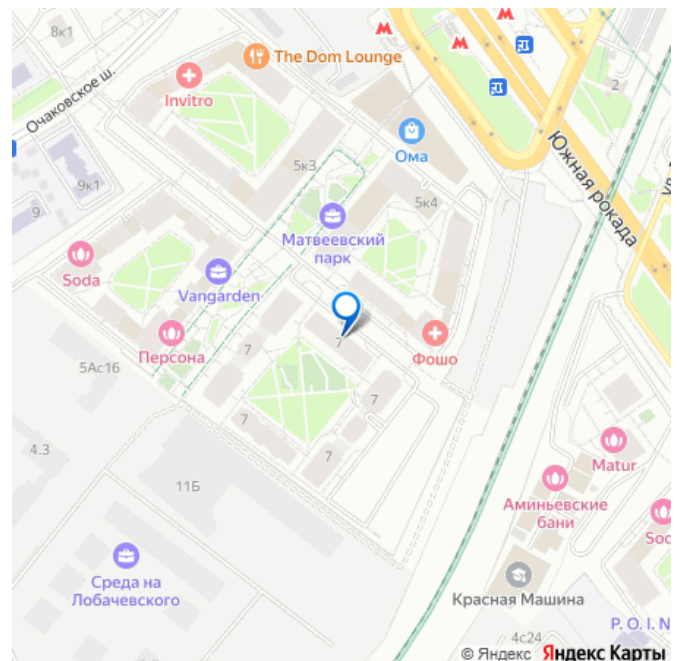 8к1
The Dom Lounge
Invitro
2
Очаковское ш.
Ома
Южная рокада
5к3
9к1
9
5к4
Матвеевский
парк
Soda
Vangarden
Персона
7
7
Фошо
5Ас16
7
7
7
4.3
11Б
Matur
Аминьевские
бани
Среда на
Лобачевского
Красная Машина
P. O. I. N
4с24
© Яндекс Яндекс Карты